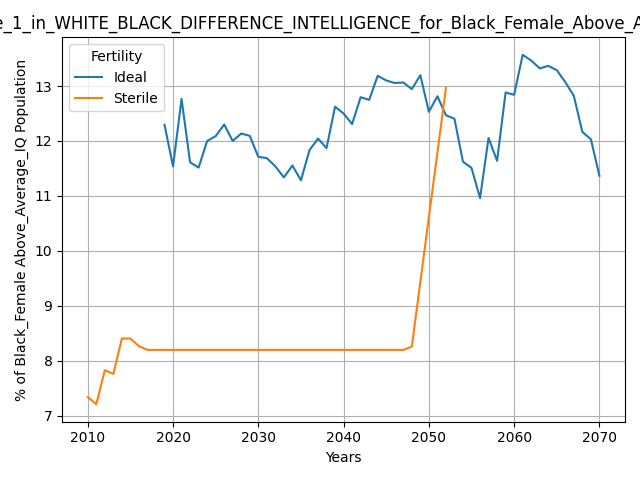 e_1_in_WHITE_BLACK_DIFFERENCE_INTELLIGENCE_for_Black_Female_Above_A
Fertility
Ideal
Sterile
% of Black_Female Above_Average_IQ Population
13
12
11
10
9
8
7
2010 2020 2030 2040 2050 2060 2070
Years